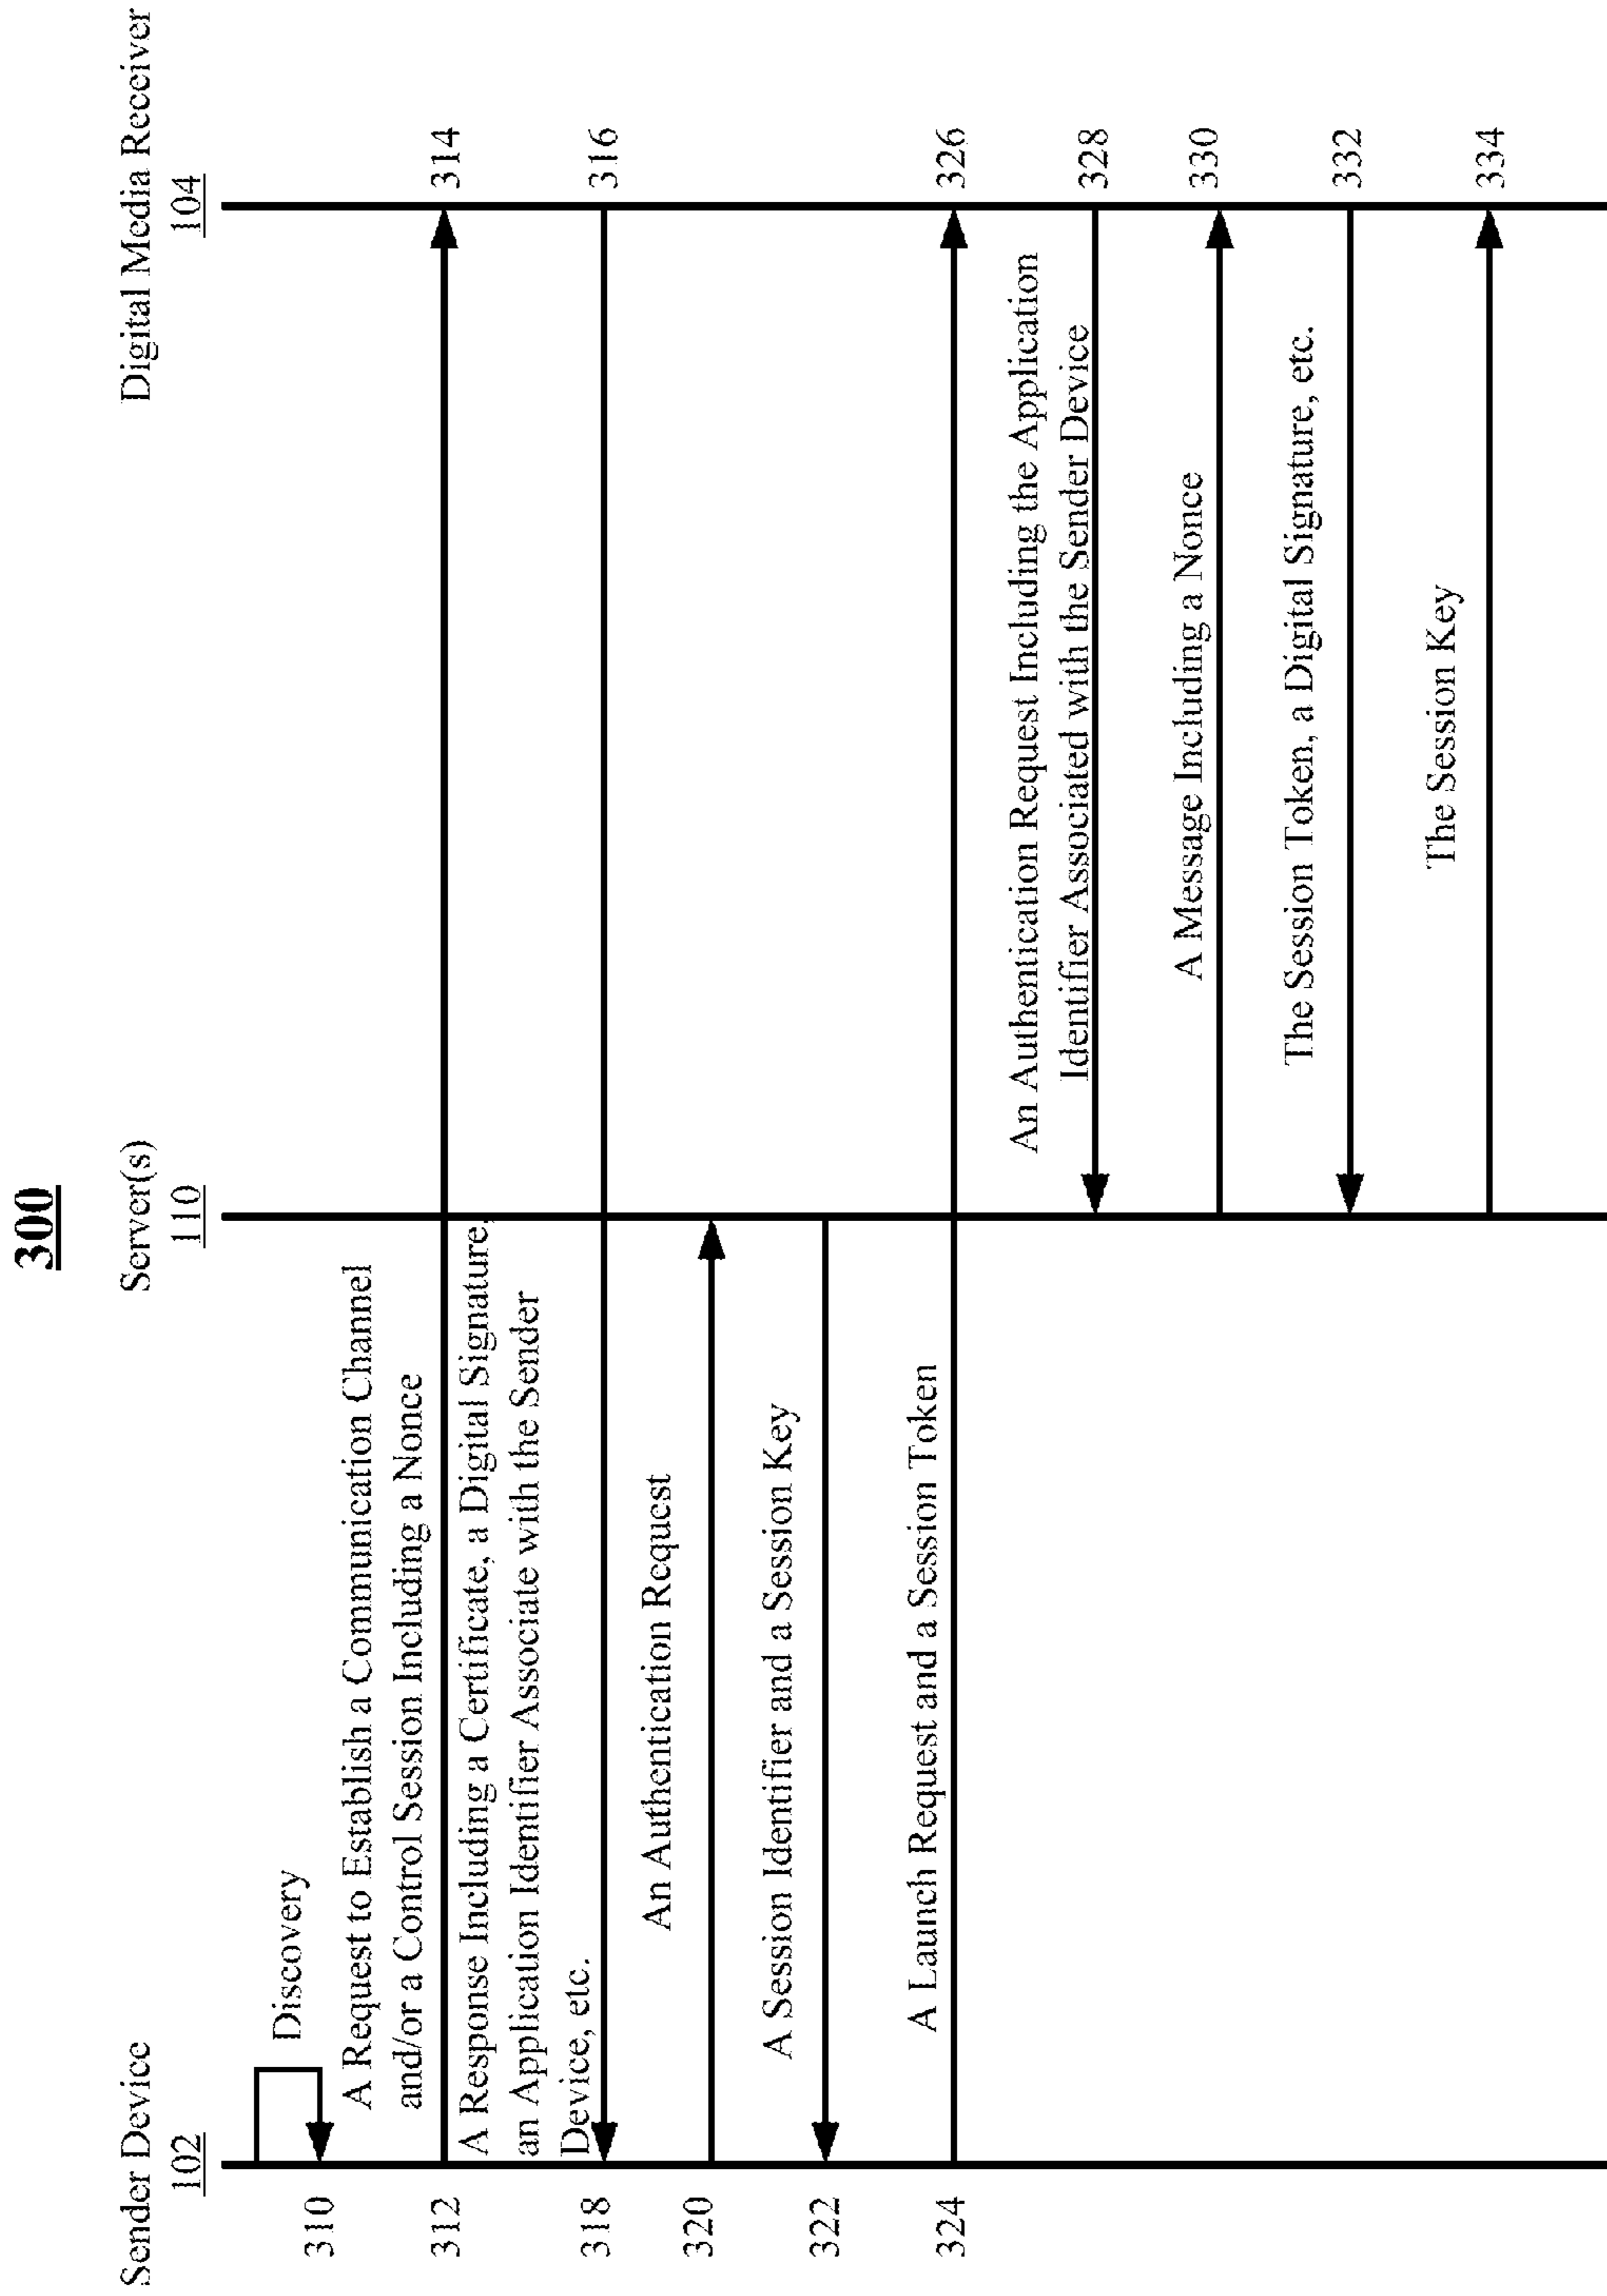 300
Sender Device
102
Server(s)
110
Digital Media Receiver
104
Discovery
310
A Request to Establish a Communication Channel
and/or a Control Session Including a Nonce
312
314
A Response Including a Certificate, a Digital Signature,
an Application Identifier Associate with the Sender
Device, etc.
318
316
An Authentication Request
320
A Session Identifier and a Session Key
322
A Launch Request and a Session Token
324
326
An Authentication Request Including the Application
Identifier Associated with the Sender Device
328
A Message Including a Nonce
330
The Session Token, a Digital Signature, etc.
332
The Session Key
334